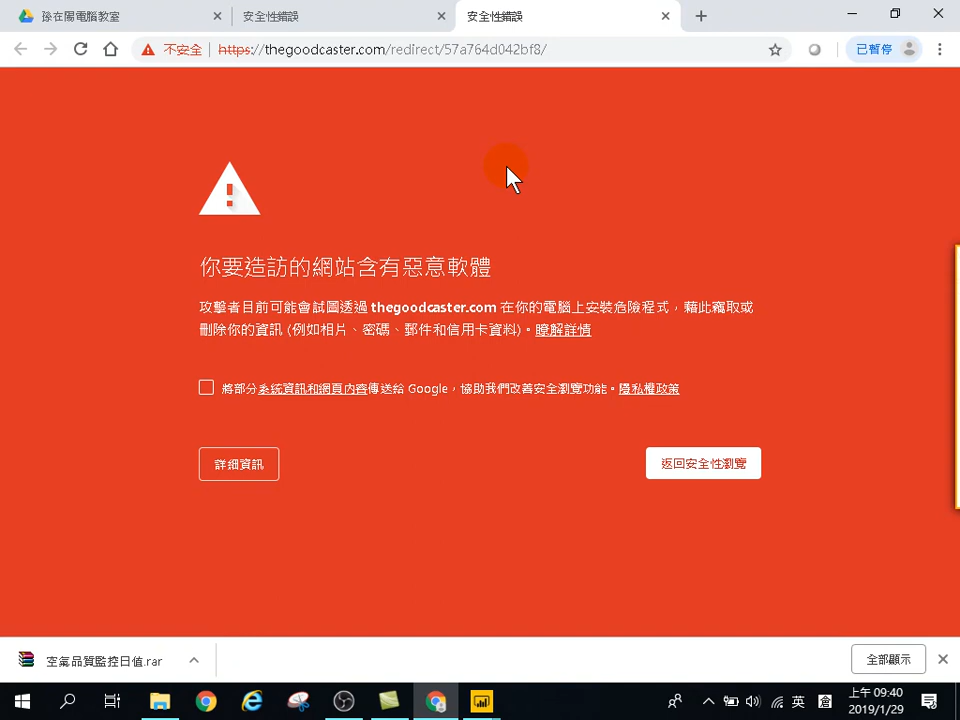 孫在陽電腦教室
安全性錯誤
安全性錯誤
不安全
https://thegoodcaster.com/redirect/57a764d042bf8/
已暫停
你要造訪的網站含有惡意軟體
攻擊者目前可能會試圖透過 thegoodcaster.com 在你的電腦上安裝危險程式，藉此竊取或
刪除你的資訊 (例如相片、密碼、郵件和信用卡資料)。瞭解詳情
將部分系統資訊和網頁內容傳送給 Google，協助我們改善安全瀏覽功能。隱私權政策
詳細資訊
返回安全性瀏覽
空氣品質監控日值.rar
全部顯示
英
倉
上午 09:40
2019/1/29